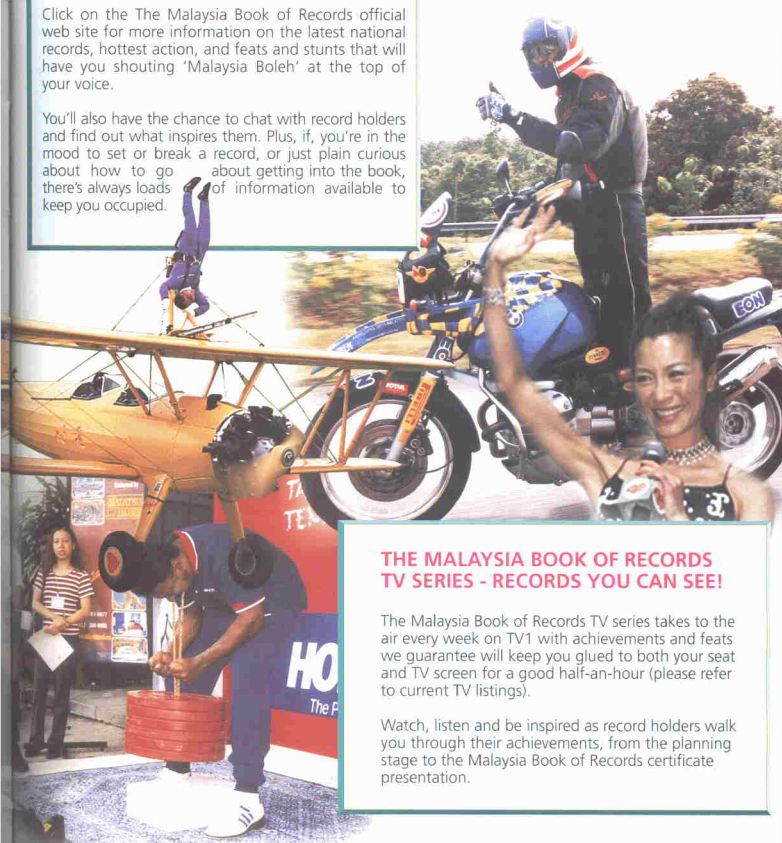 Click on the The Malaysia Book of Records official
web site for more information on the latest national
records, hottest action, and feats and stunts that will
have you shouting 'Malaysia Boleh' at the top of
your voice.
You'll also have the chance to chat with record holders
and find out what inspires them. Plus, if, you're in the
mood to set or break a record, or just plain curious
about how to go about getting into the book,
there's always loads of information available to
keep you occupied.
EON
HO
The P
THE MALAYSIA BOOK OF RECORDS
TV SERIES - RECORDS YOU CAN SEE!
The Malaysia Book of Records TV series takes to the
air every week on TV1 with achievements and feats
we guarantee will keep you glued to both your seat
and TV screen for a good half-an-hour (please refer
to current TV listings).
Watch, listen and be inspired as record holders walk
you through their achievements, from the planning
stage to the Malaysia Book of Records certificate
presentation.